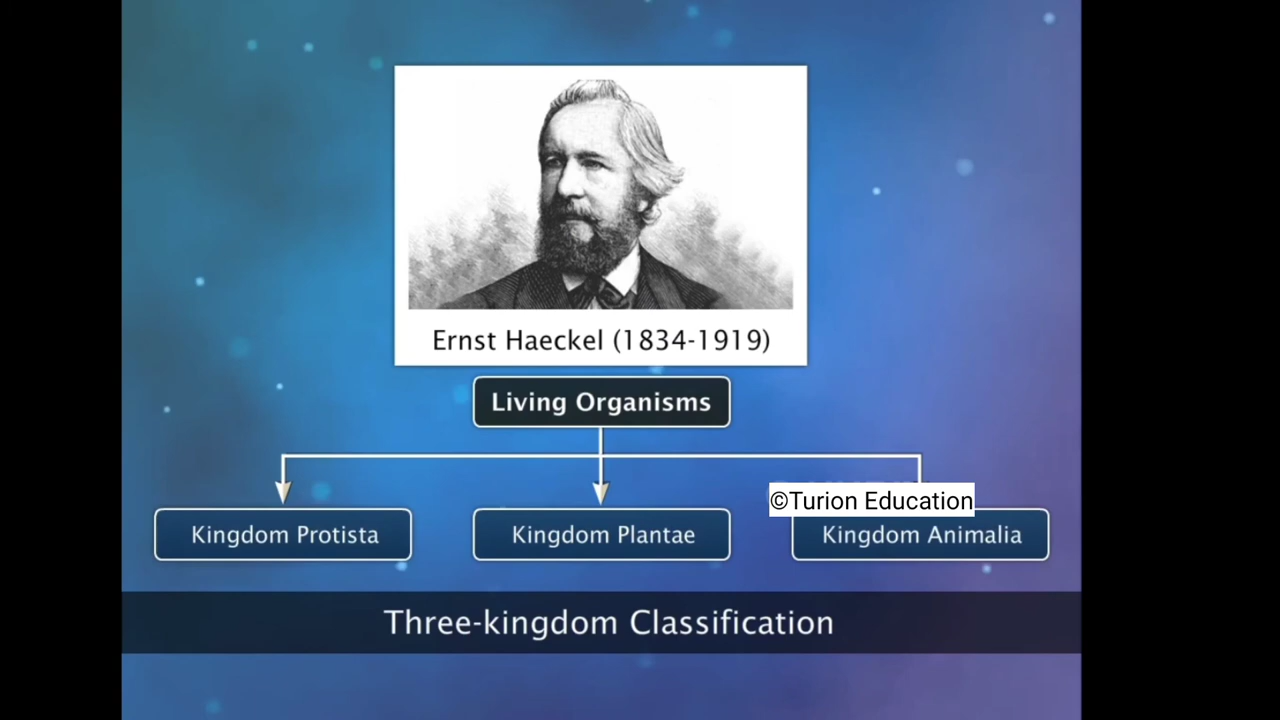 Ernst Haeckel (1834-1919)
Living Organisms
©Turion Education
Kingdom Protista
Kingdom Plantae
Kingdom Animalia
Three-kingdom Classification